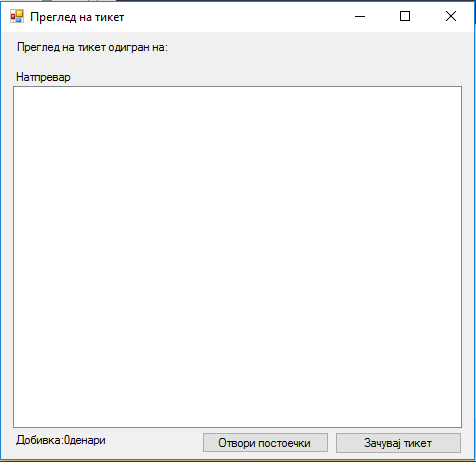 Преглед на тикет
Преглед на тикет одигран на:
Натпревар
Добивка:0денари
Отвори постоечки
Зачувај тикет